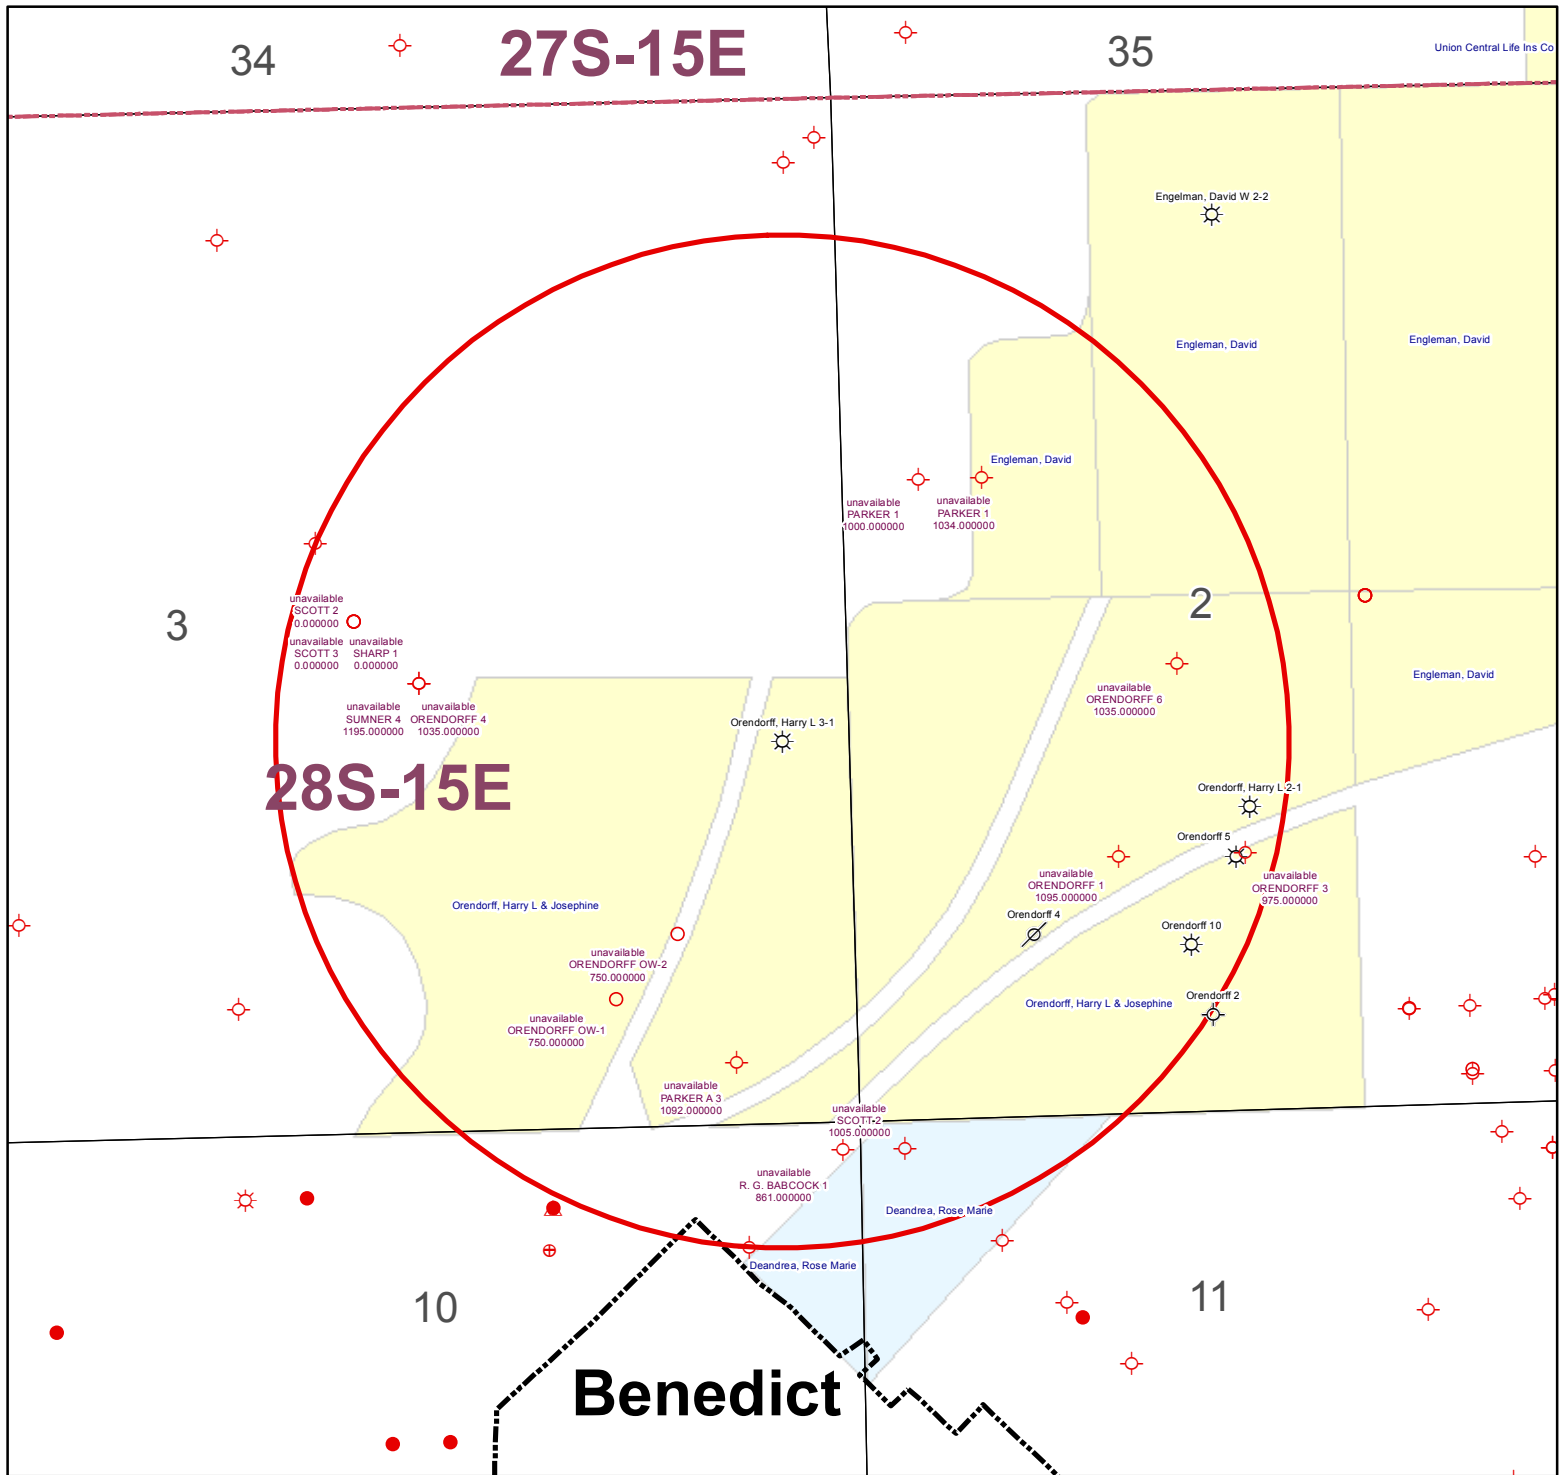 34
27S-15E
35
Union Central Life Ins Co
Engelman, David W 2-2
Engleman, David
Engleman, David
Engleman, David
unavailable
PARKER 1
1000.000000
unavailable
PARKER 1
1034.000000
3
2
unavailable
SCOTT 2
0.000000
unavailable
SCOTT 3
0.000000
unavailable
SHARP 1
0.000000
unavailable
SUMNER 4
1195.000000
unavailable
ORENDORFF 4
1035.000000
unavailable
ORENDORFF 6
1035.000000
Engleman, David
Orendorff, Harry L 3-1
28S-15E
Orendorff, Harry L 2-1
Orendorff 5
unavailable
ORENDORFF 1
1095.000000
unavailable
ORENDORFF 3
975.000000
Orendorff, Harry L & Josephine
Orendorff 4
Orendorff 10
unavailable
ORENDORFF OW-2
750.000000
Orendorff 2
Orendorff, Harry L & Josephine
unavailable
ORENDORFF OW-1
750.000000
unavailable
PARKER A 3
1092.000000
unavailable
SCOTT 2
1005.000000
unavailable
R. G. BABCOCK 1
861.000000
Deandrea, Rose Marie
Deandrea, Rose Marie
10
11
Benedict